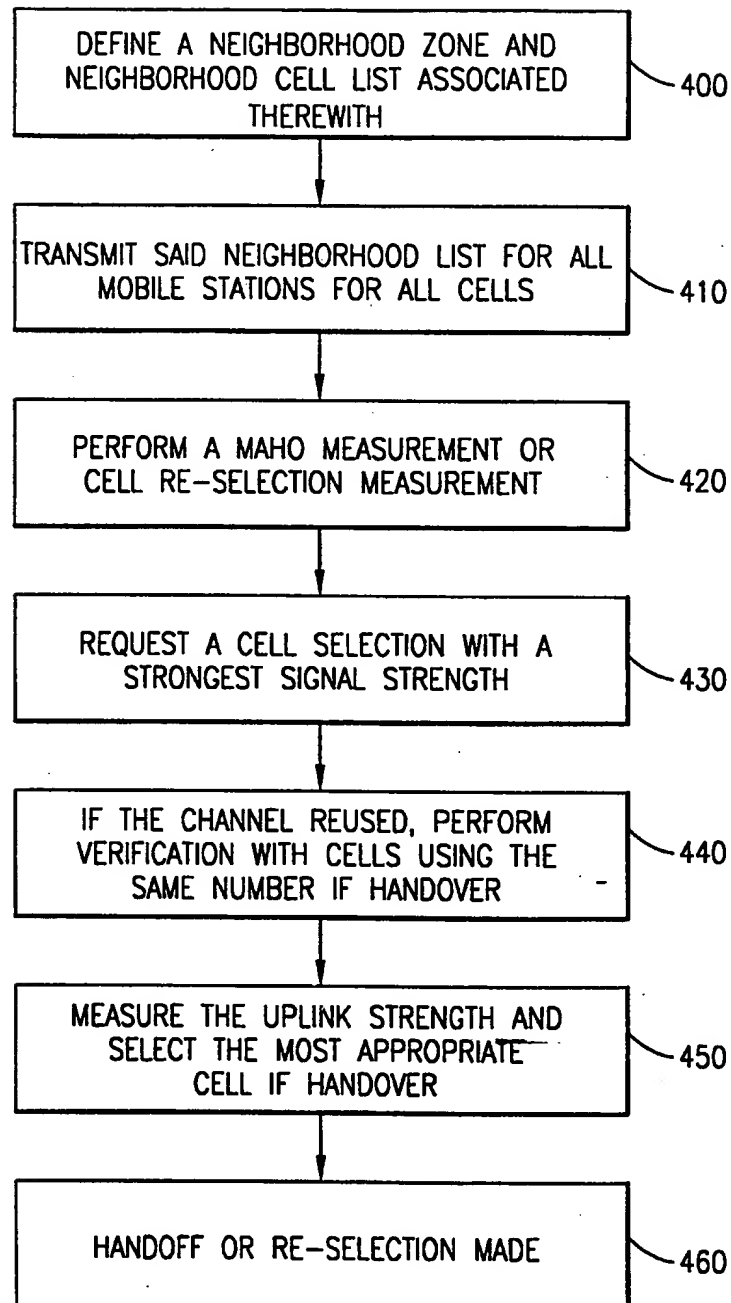 DEFINE A NEIGHBORHOOD ZONE AND
NEIGHBORHOOD CELL LIST ASSOCIATED
THEREWITH
400
TRANSMIT SAID NEIGHBORHOOD LIST FOR ALL
MOBILE STATIONS FOR ALL CELLS
410
PERFORM A MAHO MEASUREMENT OR
CELL RE-SELECTION MEASUREMENT
420
REQUEST A CELL SELECTION WITH A
STRONGEST SIGNAL STRENGTH
430
IF THE CHANNEL REUSED, PERFORM
VERIFICATION WITH CELLS USING THE
SAME NUMBER IF HANDOVER
440
MEASURE THE UPLINK STRENGTH AND
SELECT THE MOST APPROPRIATE
CELL IF HANDOVER
450
HANDOFF OR RE-SELECTION MADE
460